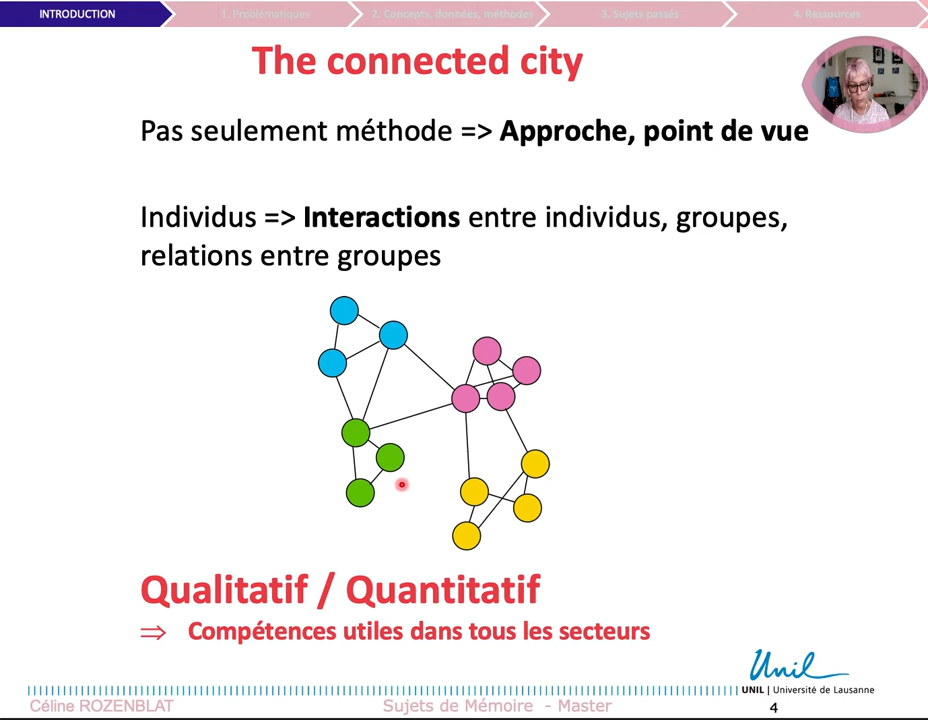 INTRODUCTION
1. Problématiques
2. Concepts, données, méthodes
3. Sujets passés
4. Ressources
The connected city
Pas seulement méthode => Approche, point de vue
Individus => Interactions entre individus, groupes,
relations entre groupes
Qualitatif / Quantitatif
⇒ Compétences utiles dans tous les secteurs
Unil
UNIL | Université de Lausanne
Céline ROZENBLAT
Sujets de Mémoire - Master
4